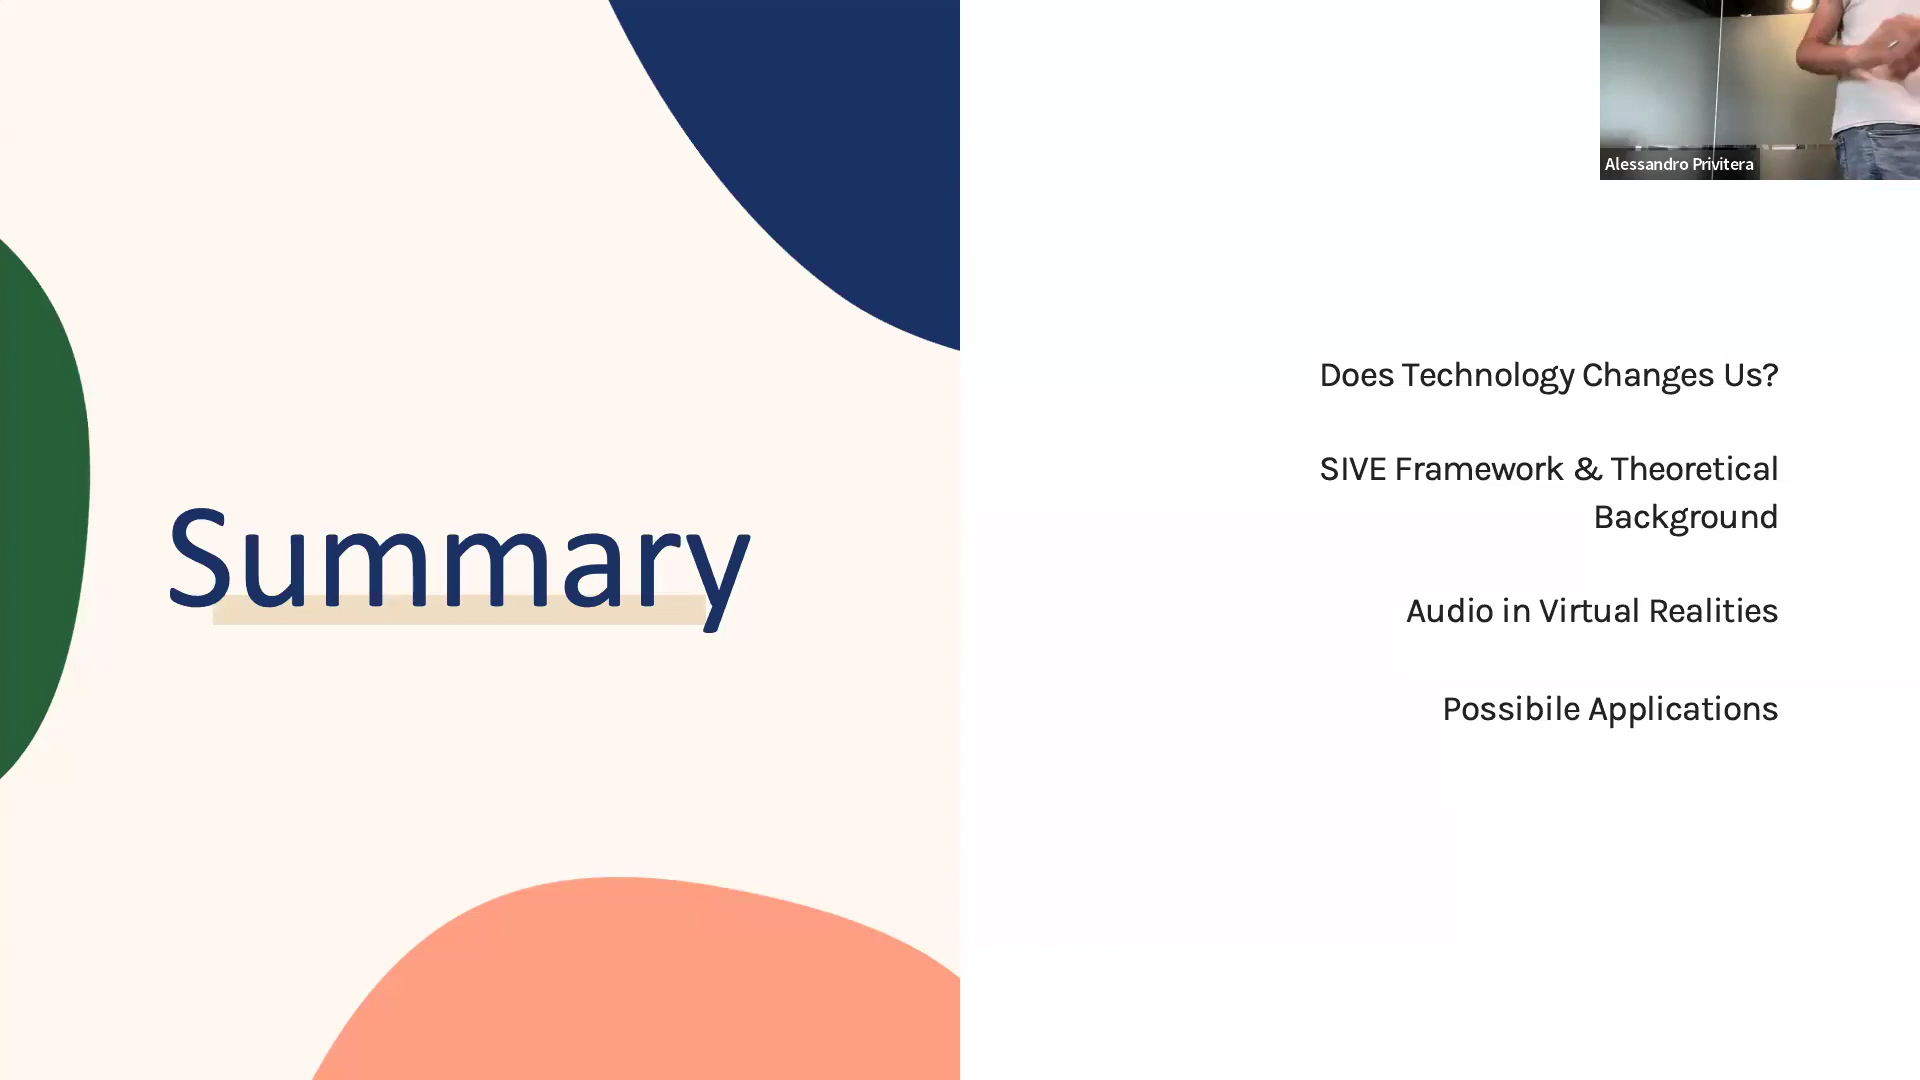 Summary
Does Technology Changes Us?
SIVE Framework & Theoretical
Background
Audio in Virtual Realities
Possibile Applications
Alessandro Privitera